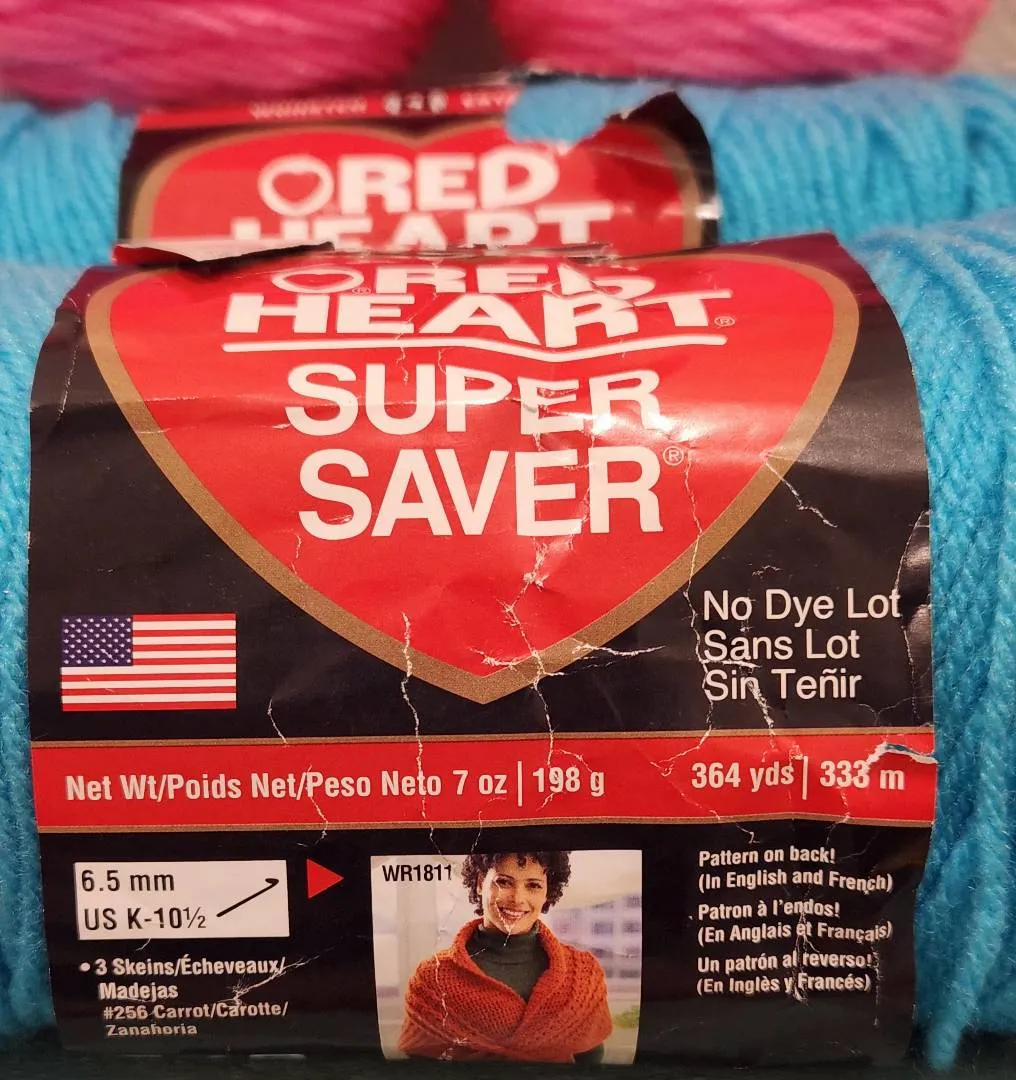 RED
HEART
RED
HEART®
SUPER
SAVER®
No Dye Lot
Sans Lot
Sin Teñir
Net Wt/Poids Net/Peso Neto 7 oz | 198 g
364 yds | 333 m
6.5 mm
US K-10½
WR1811
• 3 Skeins/Écheveaux/
Madejas
#256 Carrot/Carotte/
Zanahoria
Pattern on back!
(In English and French)
Patron à l'endos!
(En Anglais et Français)
Un patrón al reverso!
(En Inglès y Francés)